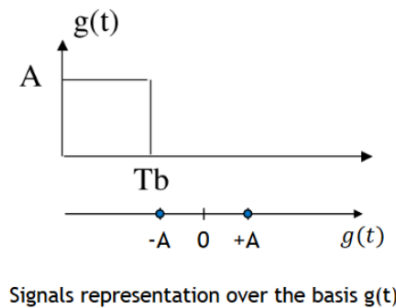 g(t)
A
Tb
-A 0 +A g(t)
Signals representation over the basis g(t)